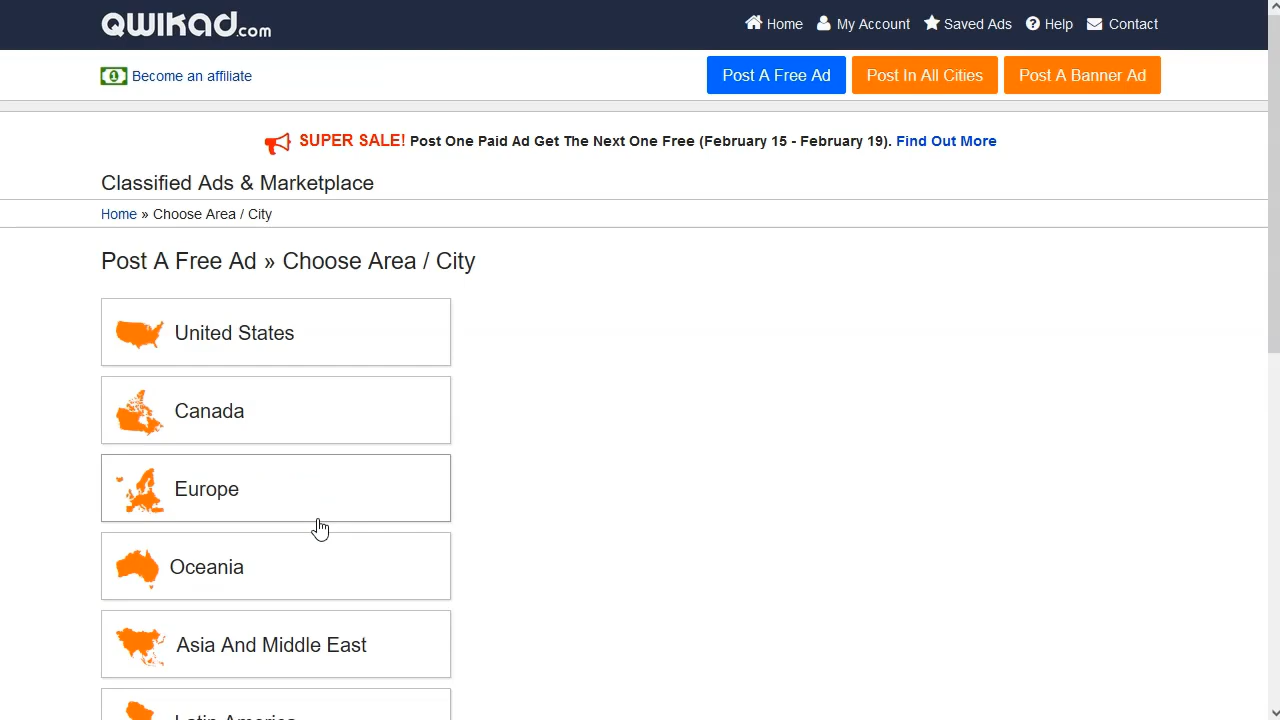 QWIKAD.com
Home My Account Saved Ads Help Contact
Become an affiliate
Post A Free Ad Post In All Cities Post A Banner Ad
SUPER SALE! Post One Paid Ad Get The Next One Free (February 15 - February 19). Find Out More
Classified Ads & Marketplace
Home » Choose Area / City
Post A Free Ad » Choose Area / City
United States
Canada
Europe
Oceania
Asia And Middle East
Latin America